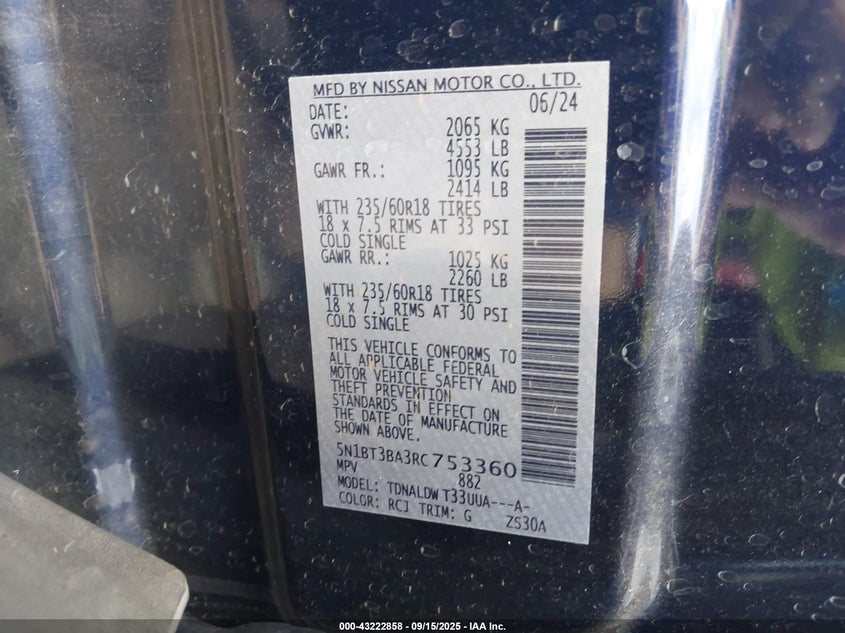 MFD BY NISSAN MOTOR CO., LTD.
DATE: 06/24
GVWR: 2065 KG
4553 LB
GAWR FR.: 1095 KG
2414 LB
WITH 235/60R18 TIRES
18 x 7.5 RIMS AT 33 PSI
COLD SINGLE
GAWR RR.: 1025 KG
2260 LB
WITH 235/60R18 TIRES
18 x 7.5 RIMS AT 30 PSI
COLD SINGLE
THIS VEHICLE CONFORMS TO
ALL APPLICABLE FEDERAL
MOTOR VEHICLE SAFETY AND
THEFT PREVENTION
STANDARDS IN EFFECT ON
THE DATE OF MANUFACTURE
SHOWN ABOVE.
5N1BT3BA3RC753360
MPV 882
MODEL: TDNALDW T33UUA---A-
COLOR: RCJ TRIM: G ZS30A
000-43222858 - 09/15/2025 - IAA Inc.